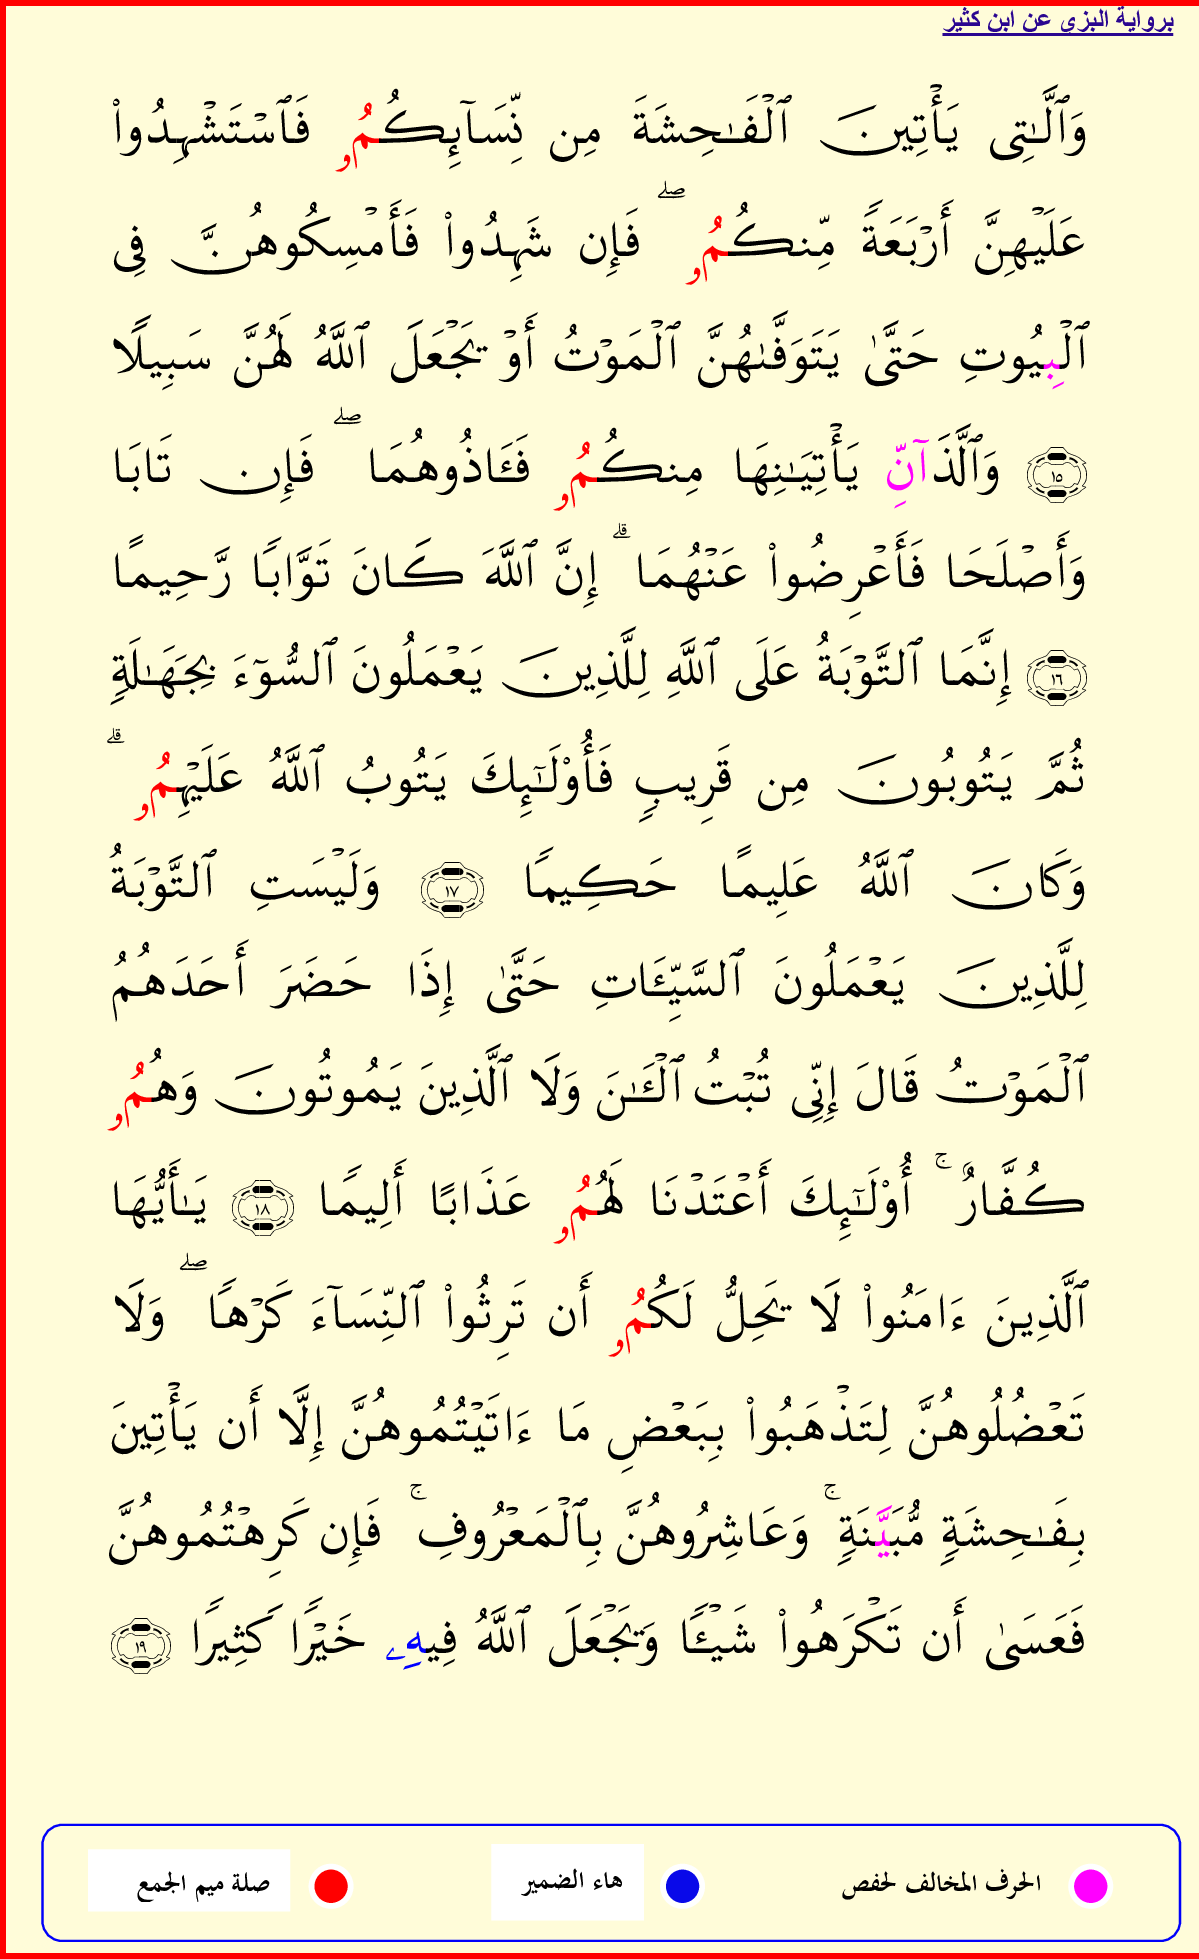 برواية البزى عن ابن كثير
وَٱلَّٰتِى يَأْتِينَ ٱلْفَٰحِشَةَ مِن نِّسَآئِكُمُۥ فَٱسْتَشْهِدُوا۟
عَلَيْهِنَّ أَرْبَعَةً مِّنكُمُۥ ۖ فَإِن شَهِدُوا۟ فَأَمْسِكُوهُنَّ فِى
ٱلْبِيُوتِ حَتَّىٰ يَتَوَفَّىٰهُنَّ ٱلْمَوْتُ أَوْ يَجْعَلَ ٱللَّهُ لَهُنَّ سَبِيلًا
١٥ وَٱلَّذَآنِّ يَأْتِيَٰنِهَا مِنكُمُۥ فَـَٔاذُوهُمَا ۖ فَإِن تَابَا
وَأَصْلَحَا فَأَعْرِضُوا۟ عَنْهُمَا ۗ إِنَّ ٱللَّهَ كَانَ تَوَّابًا رَّحِيمًا
١٦ إِنَّمَا ٱلتَّوْبَةُ عَلَى ٱللَّهِ لِلَّذِينَ يَعْمَلُونَ ٱلسُّوٓءَ بِجَهَٰلَةٍ
ثُمَّ يَتُوبُونَ مِن قَرِيبٍ فَأُو۟لَٰٓئِكَ يَتُوبُ ٱللَّهُ عَلَيْهِمُۥ ۗ
وَكَانَ ٱللَّهُ عَلِيمًا حَكِيمًا ١٧ وَلَيْسَتِ ٱلتَّوْبَةُ
لِلَّذِينَ يَعْمَلُونَ ٱلسَّيِّـَٔاتِ حَتَّىٰ إِذَا حَضَرَ أَحَدَهُمُ
ٱلْمَوْتُ قَالَ إِنِّى تُبْتُ ٱلْـَٰٔنَ وَلَا ٱلَّذِينَ يَمُوتُونَ وَهُمُۥ
كُفَّارٌ ۚ أُو۟لَٰٓئِكَ أَعْتَدْنَا لَهُمُۥ عَذَابًا أَلِيمًا ١٨ يَٰٓأَيُّهَا
ٱلَّذِينَ ءَامَنُوا۟ لَا يَحِلُّ لَكُمُۥ أَن تَرِثُوا۟ ٱلنِّسَآءَ كَرْهًا ۖ وَلَا
تَعْضُلُوهُنَّ لِتَذْهَبُوا۟ بِبَعْضِ مَا ءَاتَيْتُمُوهُنَّ إِلَّا أَن يَأْتِينَ
بِفَٰحِشَةٍ مُّبَيَّنَةٍ ۚ وَعَاشِرُوهُنَّ بِٱلْمَعْرُوفِ ۚ فَإِن كَرِهْتُمُوهُنَّ
فَعَسَىٰ أَن تَكْرَهُوا۟ شَيْـًٔا وَيَجْعَلَ ٱللَّهُ فِيهِۦ خَيْرًا كَثِيرًا ١٩
الحرف المخالف لحفص هاء الضمير صلة ميم الجمع